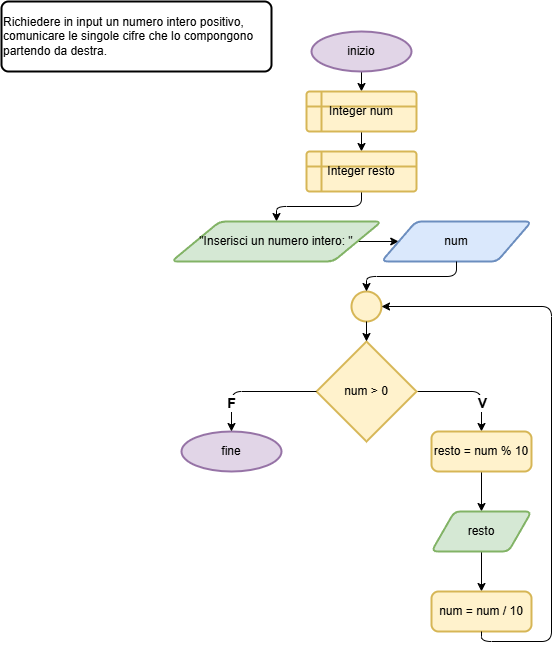 Richiedere in input un numero intero positivo,
comunicare le singole cifre che lo compongono
partendo da destra.
inizio
Integer num
Integer resto
"Inserisci un numero intero: "
num
num > 0
F
V
fine
resto = num % 10
resto
num = num / 10